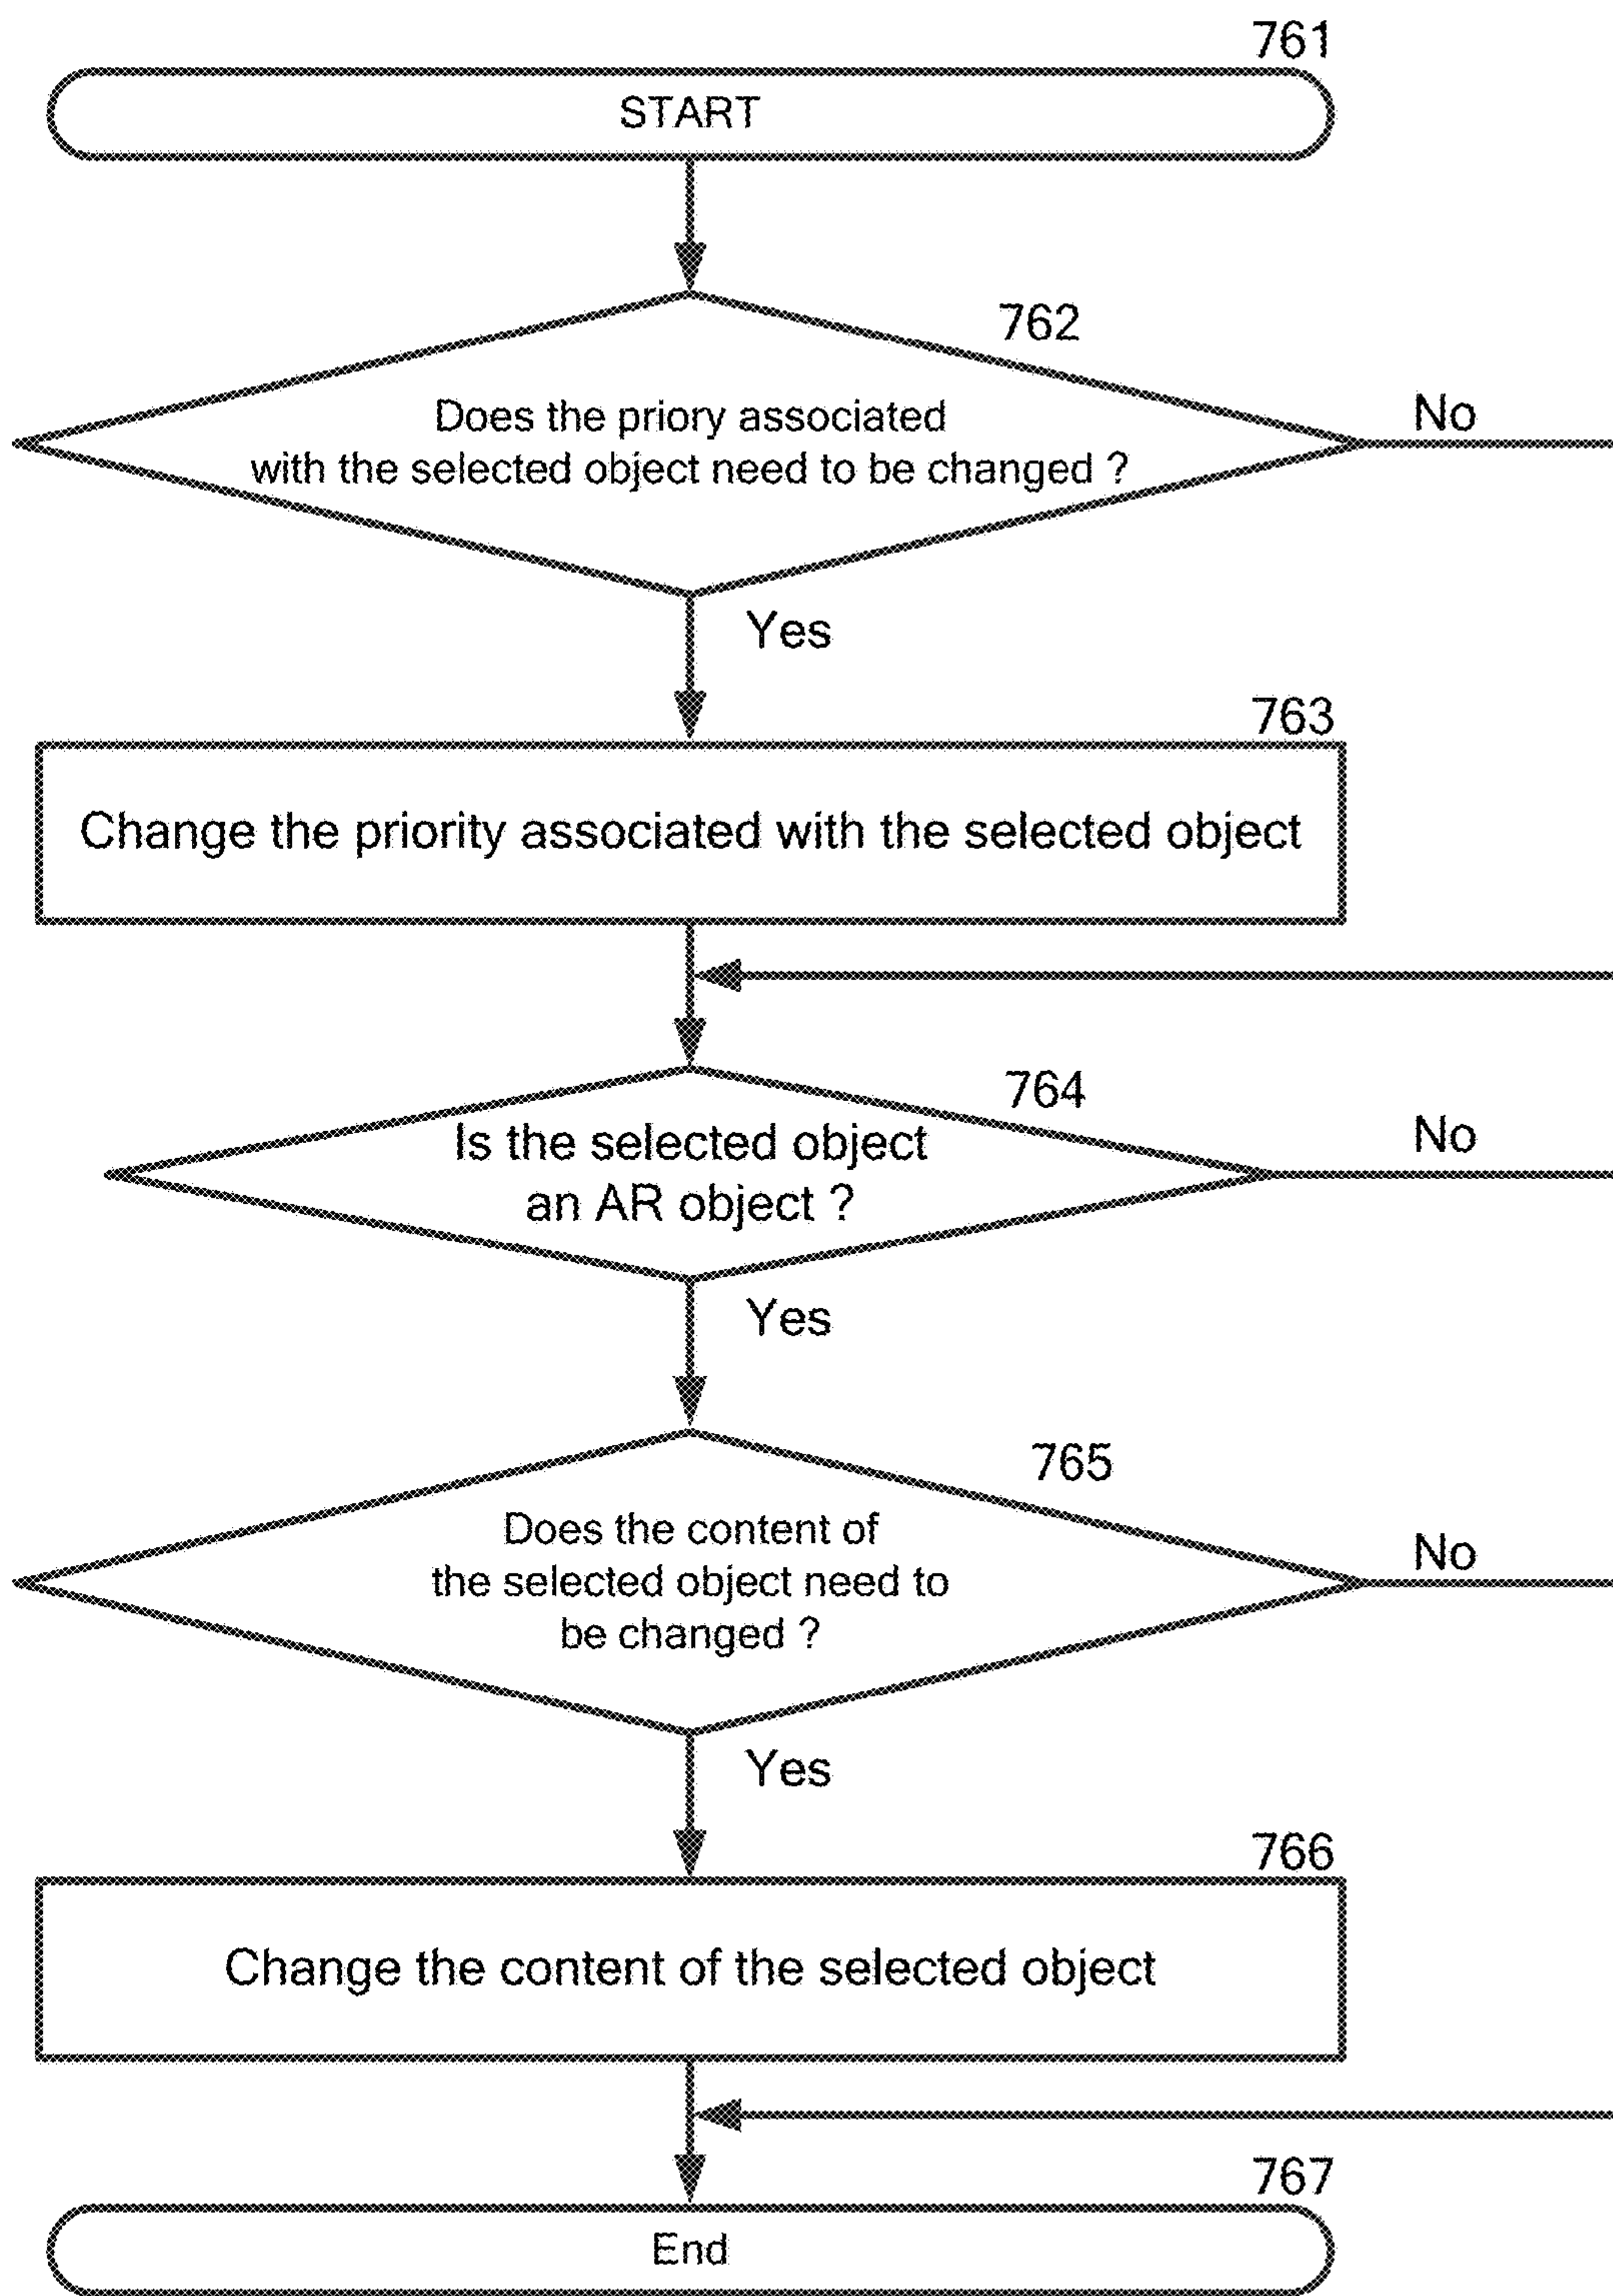 761
START
762
Does the priory associated
with the selected object need to be changed ?
No
Yes
763
Change the priority associated with the selected object
764
Is the selected object
an AR object ?
No
Yes
765
Does the content of
the selected object need to
be changed ?
No
Yes
766
Change the content of the selected object
767
End